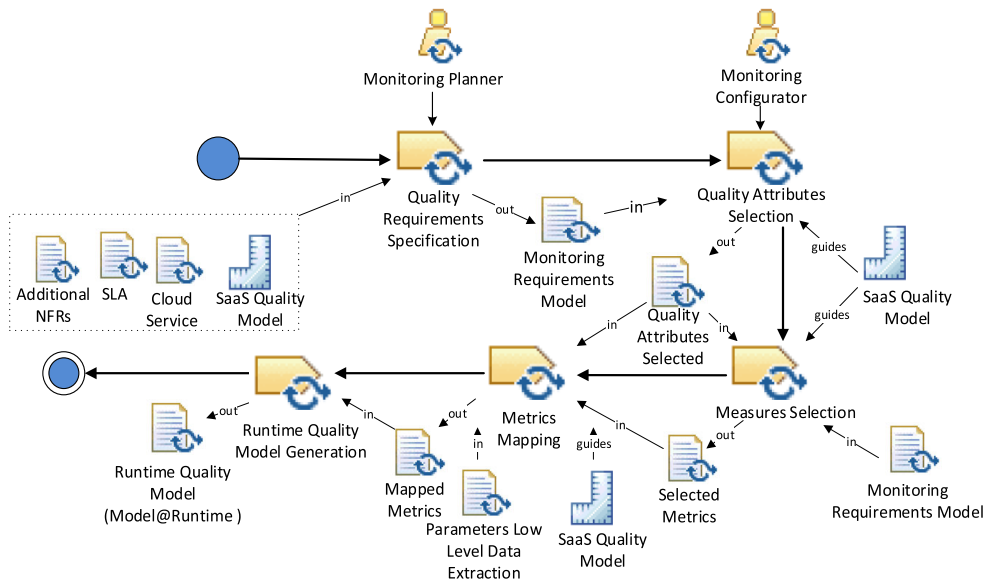 Monitoring Planner
Monitoring
Configurator
in
Quality
Requirements
Specification
out
in
Monitoring
Requirements
Model
Quality Attributes
Selection
out
guides
guides
SaaS Quality
Model
Additional
NFRs
SLA
Cloud
Service
SaaS Quality
Model
Quality
Attributes
Selected
in
in
Measures Selection
out
in
Monitoring
Requirements Model
Selected
Metrics
in
Metrics
Mapping
out
in
guides
SaaS Quality
Model
Parameters Low
Level Data
Extraction
Mapped
Metrics
in
Runtime Quality
Model Generation
out
Runtime Quality
Model
(Model@Runtime )